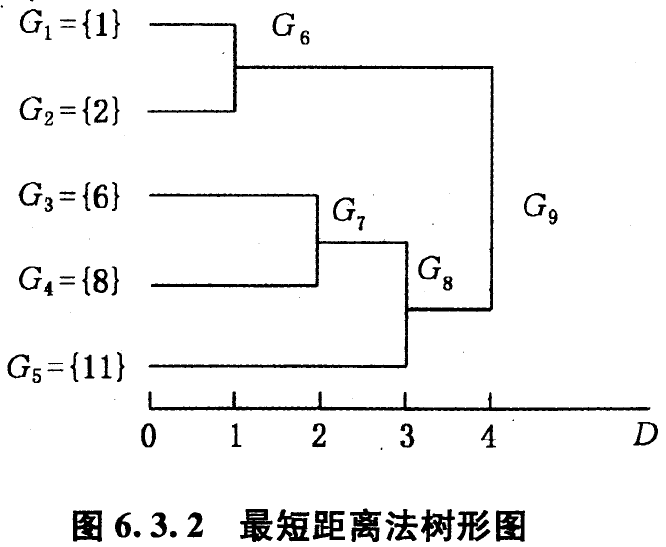 G₁={1}
G₆
G₂={2}
G₃={6}
G₇
G₉
G₄={8}
G₈
G₅={11}
0 1 2 3 4 D
图 6.3.2 最短距离法树形图